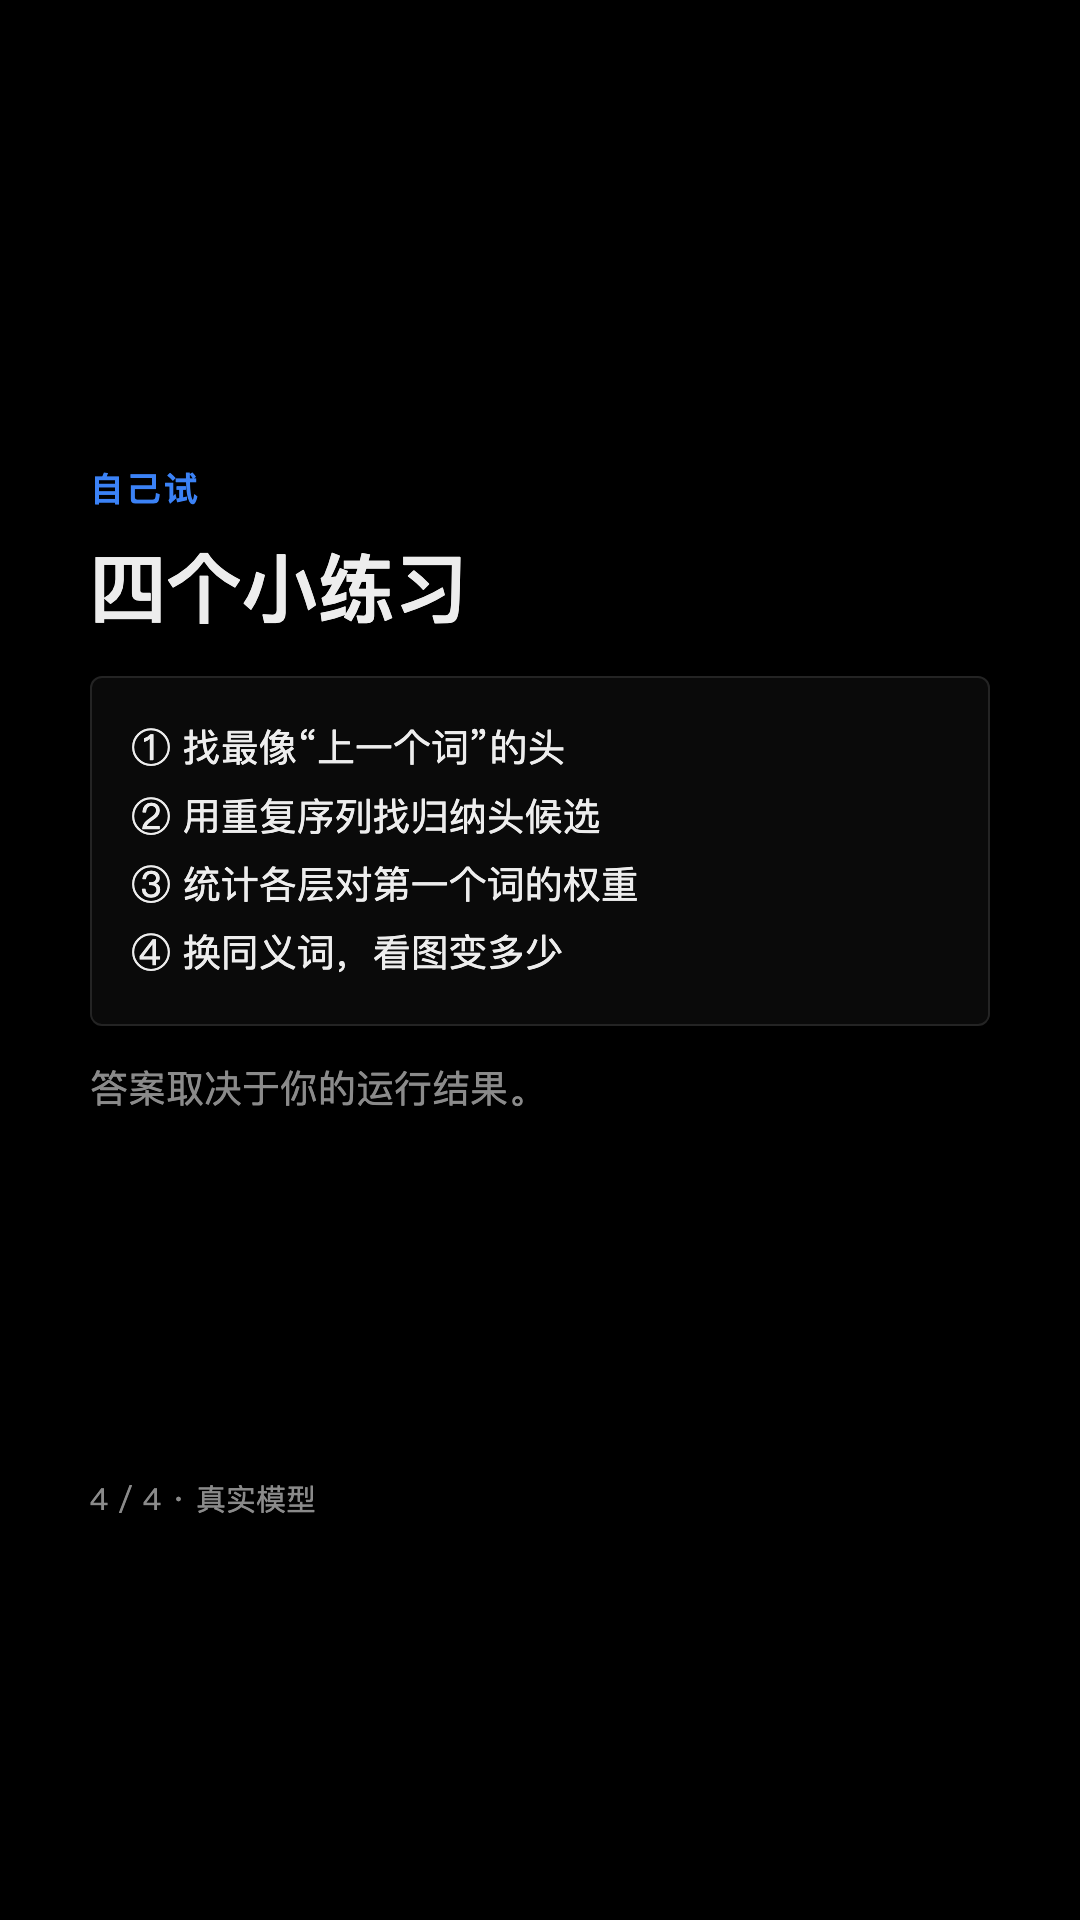 自己试
四个小练习
① 找最像“上一个词”的头
② 用重复序列找归纳头候选
③ 统计各层对第一个词的权重
④ 换同义词，看图变多少
答案取决于你的运行结果。
4 / 4 · 真实模型